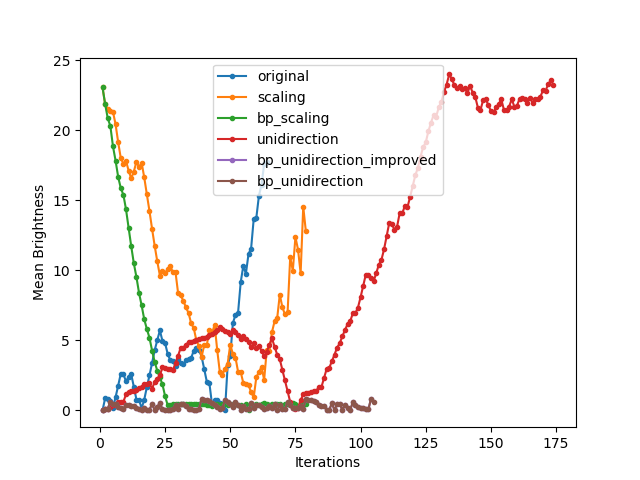 original
scaling
bp_scaling
unidirection
bp_unidirection_improved
bp_unidirection
Mean Brightness
25
20
15
10
5
0
0 25 50 75 100 125 150 175
Iterations